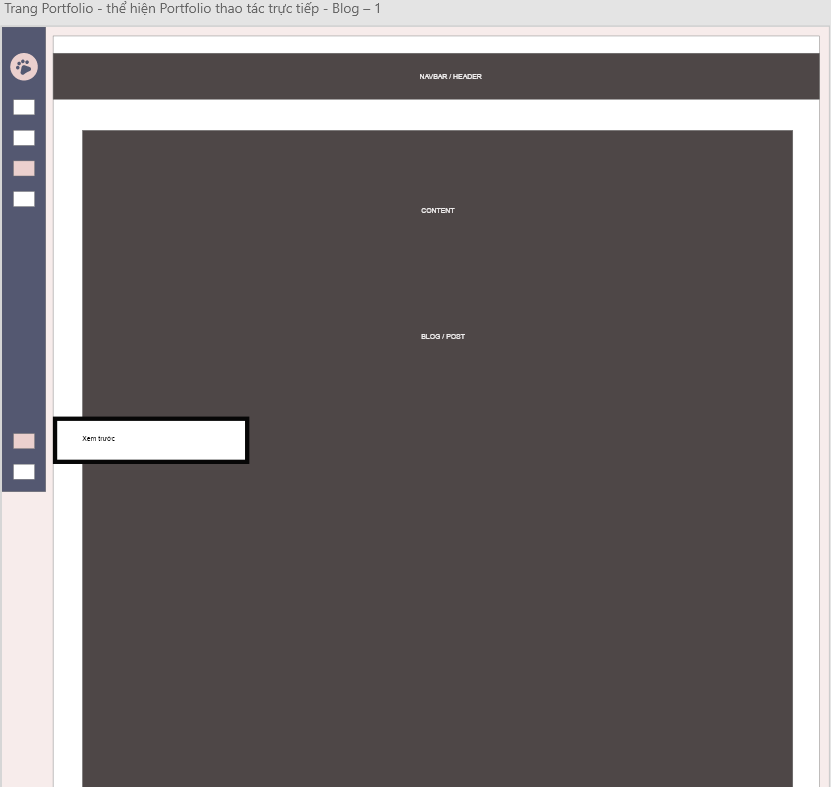 Trang Portfolio - thể hiện Portfolio thao tác trực tiếp - Blog – 1
NAVBAR / HEADER
CONTENT
BLOG / POST
Xem trước